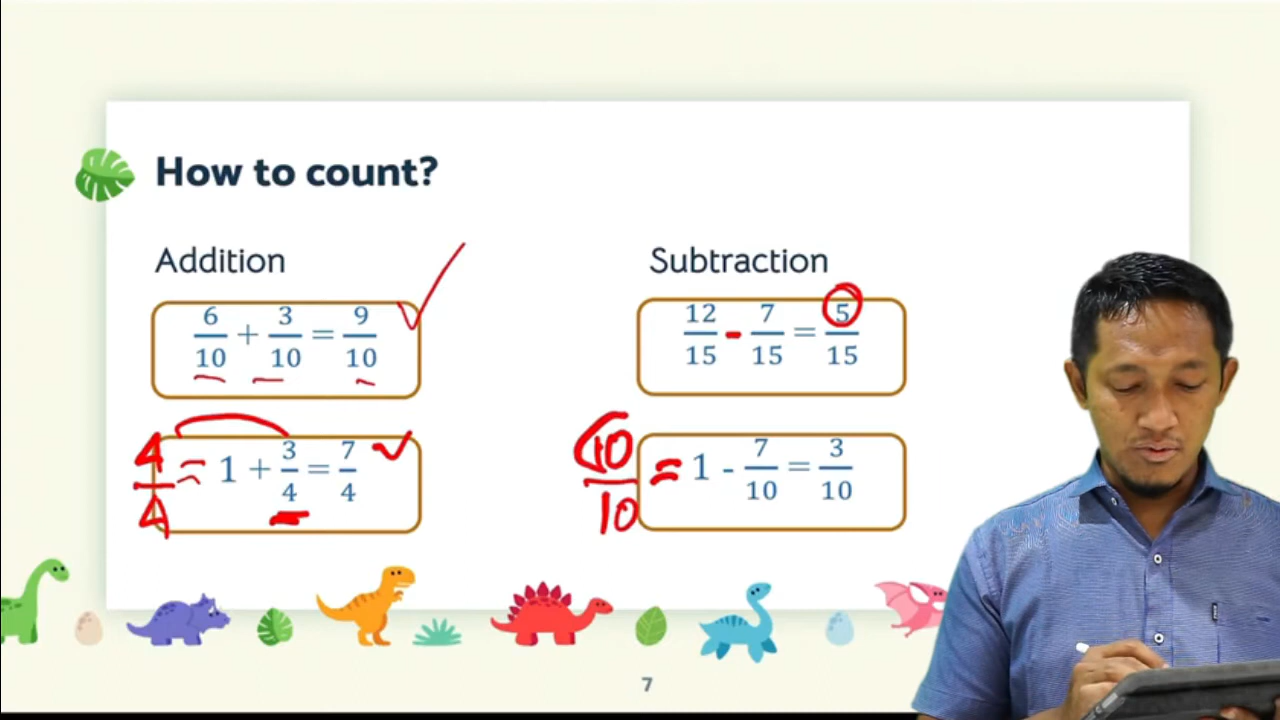 How to count?
Addition
6/10 + 3/10 = 9/10
4/4 = 1 + 3/4 = 7/4
Subtraction
12/15 - 7/15 = 5/15
10/10 = 1 - 7/10 = 3/10
7